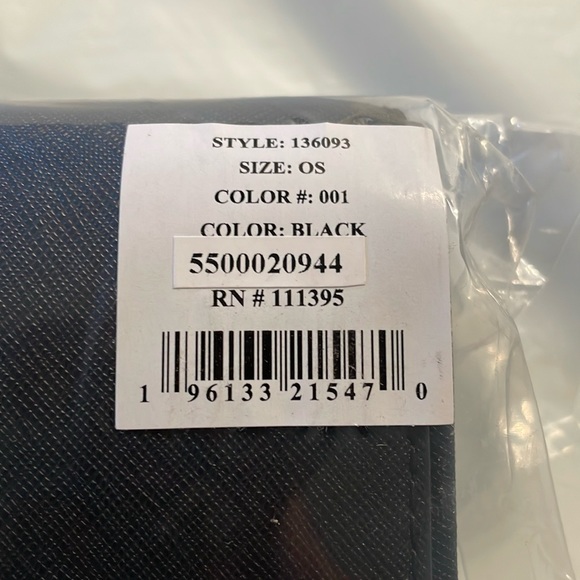 STYLE: 136093
SIZE: OS
COLOR #: 001
COLOR: BLACK
5500020944
RN # 111395
1 96133 21547 0